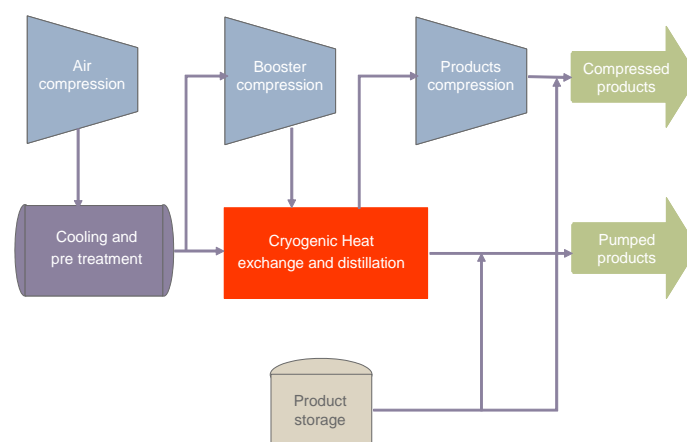 Air
compression
Booster
compression
Products
compression
Compressed
products
Cooling and
pre treatment
Cryogenic Heat
exchange and distillation
Pumped
products
Product
storage